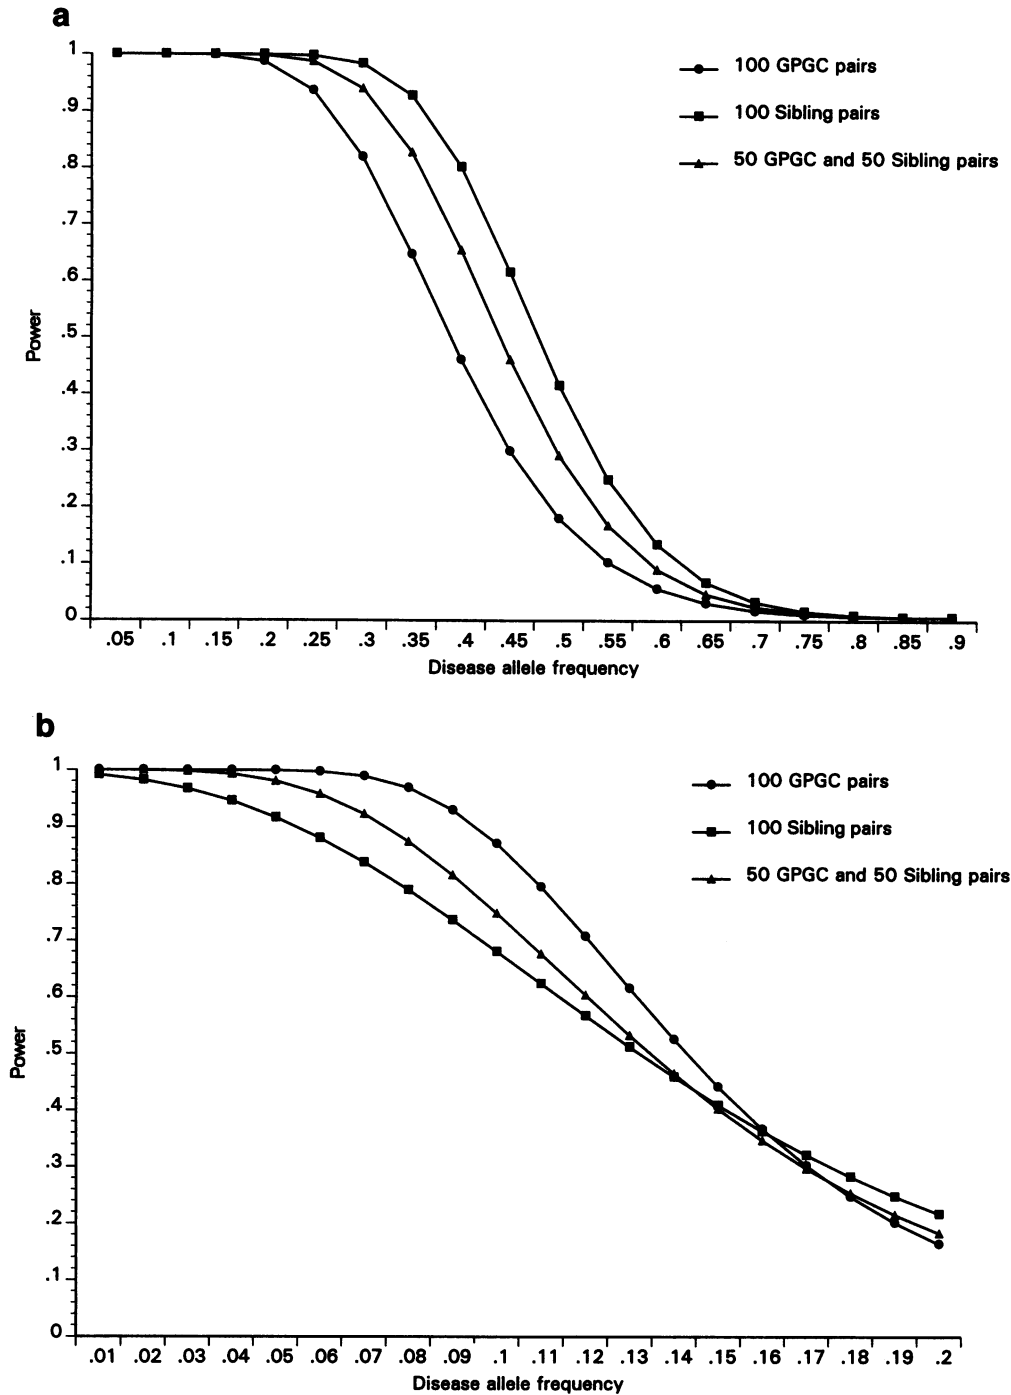 a
100 GPGC pairs
100 Sibling pairs
50 GPGC and 50 Sibling pairs
1
.9
.8
.7
.6
.5
.4
.3
.2
.1
0
Power
.05 .1 .15 .2 .25 .3 .35 .4 .45 .5 .55 .6 .65 .7 .75 .8 .85 .9
Disease allele frequency
b
100 GPGC pairs
100 Sibling pairs
50 GPGC and 50 Sibling pairs
1
.9
.8
.7
.6
.5
.4
.3
.2
.1
0
Power
.01 .02 .03 .04 .05 .06 .07 .08 .09 .1 .11 .12 .13 .14 .15 .16 .17 .18 .19 .2
Disease allele frequency